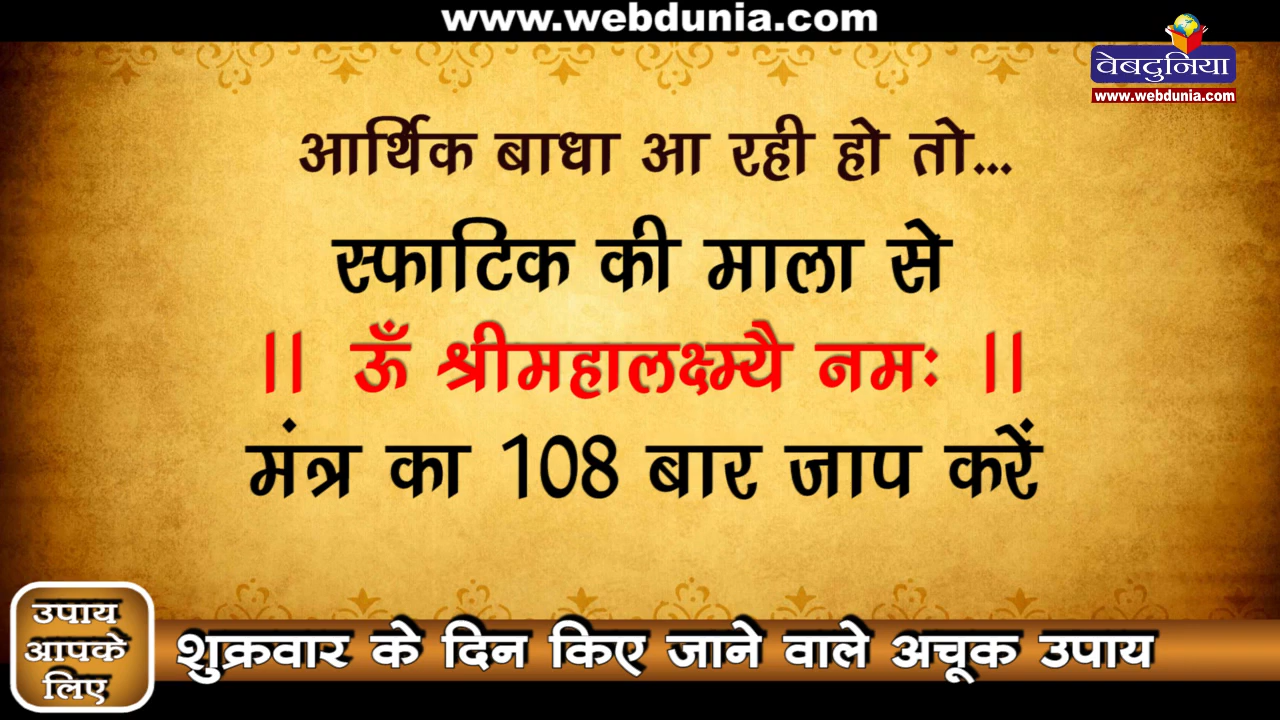 www.webdunia.com
वेबदुनिया
www.webdunia.com
आर्थिक बाधा आ रही हो तो...
स्फाटिक की माला से
।। ऊँ श्रीमहालक्ष्म्यै नमः ।।
मंत्र का 108 बार जाप करें
उपाय
आपके
लिए
शुक्रवार के दिन किए जाने वाले अचूक उपाय